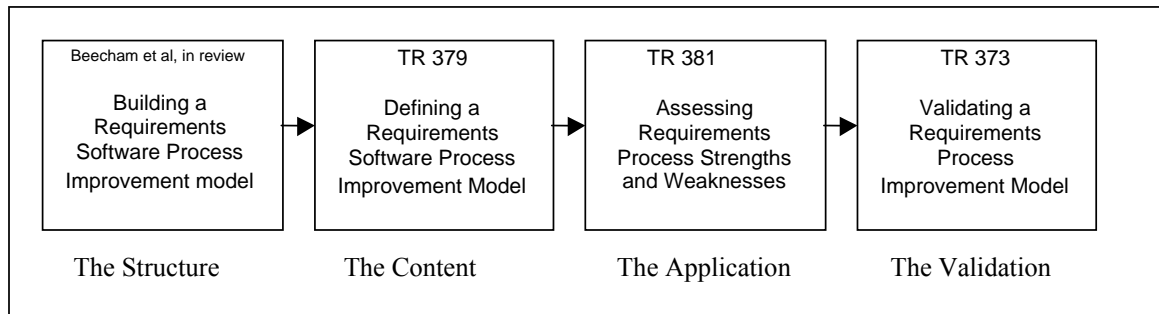 Beecham et al, in review
Building a
Requirements
Software Process
Improvement model
TR 379
Defining a
Requirements
Software Process
Improvement Model
TR 381
Assessing
Requirements
Process Strengths
and Weaknesses
TR 373
Validating a
Requirements
Process
Improvement Model
The Structure
The Content
The Application
The Validation